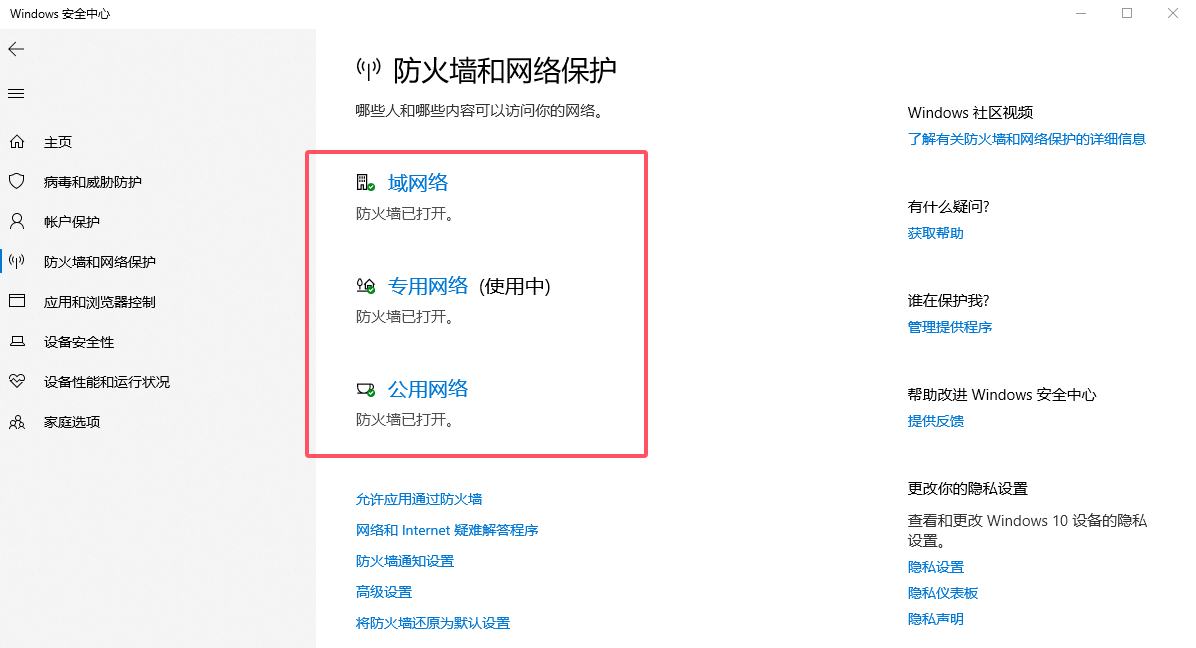 Windows 安全中心
主页
病毒和威胁防护
帐户保护
防火墙和网络保护
应用和浏览器控制
设备安全性
设备性能和运行状况
家庭选项
防火墙和网络保护
哪些人和哪些内容可以访问你的网络。
域网络
防火墙已打开。
专用网络 (使用中)
防火墙已打开。
公用网络
防火墙已打开。
允许应用通过防火墙
网络和 Internet 疑难解答程序
防火墙通知设置
高级设置
将防火墙还原为默认设置
Windows 社区视频
了解有关防火墙和网络保护的详细信息
有什么疑问?
获取帮助
谁在保护我?
管理提供程序
帮助改进 Windows 安全中心
提供反馈
更改你的隐私设置
查看和更改 Windows 10 设备的隐私
设置。
隐私设置
隐私仪表板
隐私声明